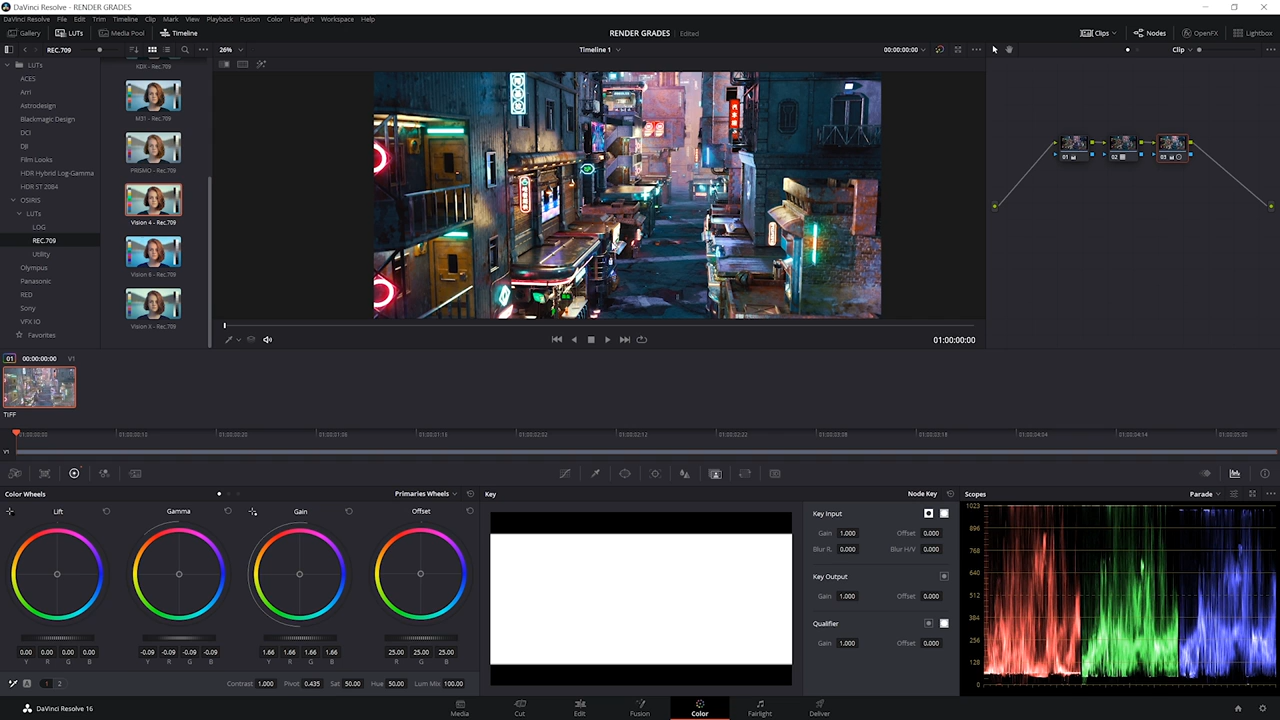 DaVinci Resolve - RENDER GRADES
DaVinci Resolve File Edit Trim Timeline Clip Mark View Playback Fusion Color Fairlight Workspace Help
Gallery LUTs Media Pool Timeline RENDER GRADES Edited Clips Nodes OpenFX Lightbox
REC.709 26% Timeline 1 00:00:00:00 Clip
LUTs
ACES
Arri
Astrodesign
Blackmagic Design
DCI
DJI
Film Looks
HDR Hybrid Log-Gamma
HDR ST 2084
OSIRIS
LUTs
LOG
REC.709
Utility
Olympus
Panasonic
RED
Sony
VFX IO
Favorites
KDX - Rec.709
M31 - Rec.709
PRISMO - Rec.709
Vision 4 - Rec.709
Vision 6 - Rec.709
Vision X - Rec.709
01 02 03
01:00:00:00
01 00:00:00:00 V1
TIFF
01:00:00:00 01:00:00:10 01:00:00:20 01:00:01:06 01:00:01:16 01:00:02:02 01:00:02:12 01:00:02:22 01:00:03:08 01:00:03:18 01:00:04:04 01:00:04:14 01:00:05:00
V1
Color Wheels Primaries Wheels
Lift Gamma Gain Offset
0.00 0.00 0.00 0.00 -0.09 -0.09 -0.09 -0.09 1.66 1.66 1.66 1.66 25.00 25.00 25.00
Y R G B Y R G B Y R G B R G B
A 1 2 Contrast 1.000 Pivot 0.435 Sat 50.00 Hue 50.00 Lum Mix 100.00
Key Node Key
Key Input
Gain 1.000 Offset 0.000
Blur R. 0.000 Blur H/V 0.000
Key Output
Gain 1.000 Offset 0.000
Qualifier
Gain 1.000 Offset 0.000
Scopes Parade
1023
896
768
640
512
384
256
128
0
DaVinci Resolve 16
Media Cut Edit Fusion Color Fairlight Deliver